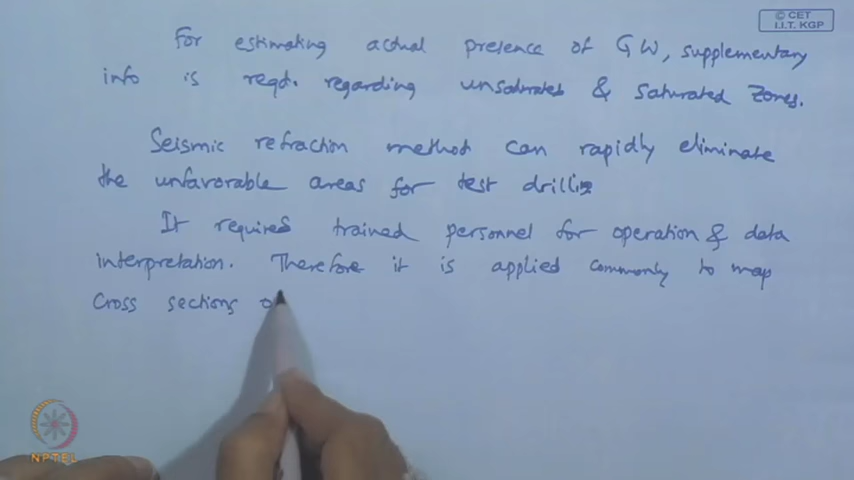 © CET
I.I.T. KGP
For estimating actual presence of GW, supplementary
info is reqd. regarding unsaturated & saturated zones.
Seismic refraction method can rapidly eliminate
the unfavorable areas for test drilling
It requires trained personnel for operation & data
interpretation. Therefore it is applied commonly to map
Cross sections
NPTEL